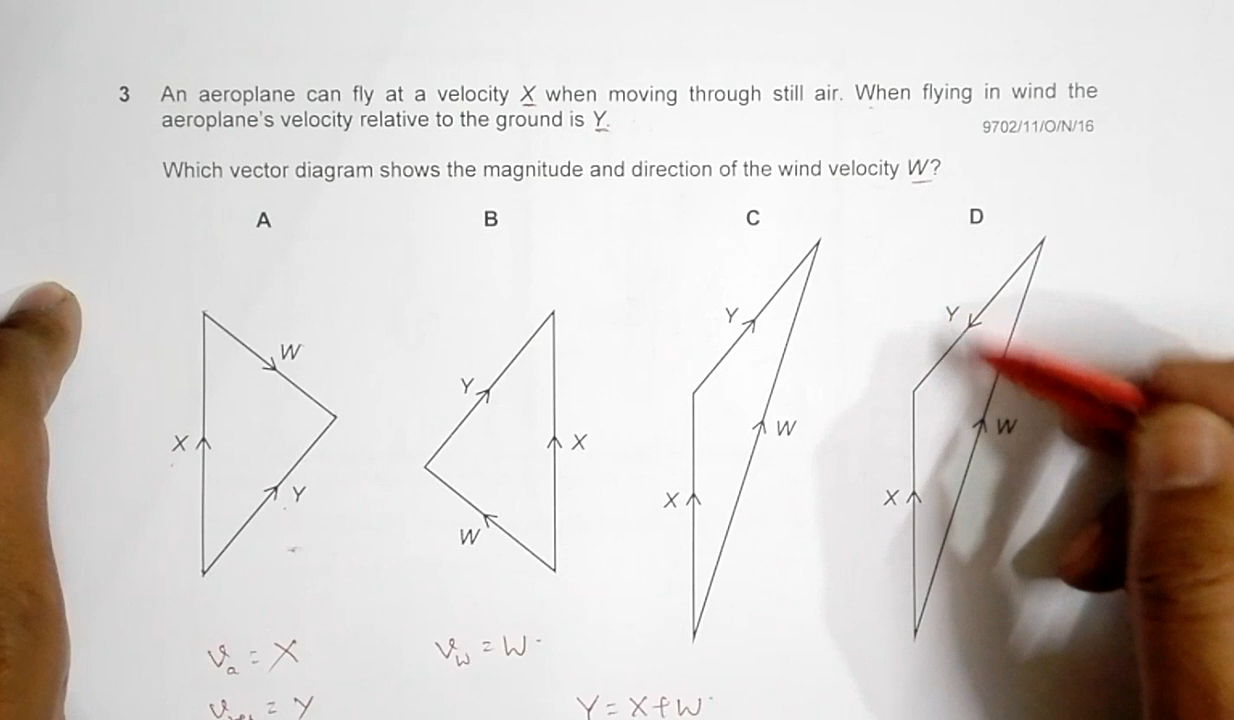 3 An aeroplane can fly at a velocity X when moving through still air. When flying in wind the
aeroplane's velocity relative to the ground is Y.
9702/11/O/N/16
Which vector diagram shows the magnitude and direction of the wind velocity W?
A B C D
W
X
Y
Y
X
W
Y
X
W
Y
X
W
Va = X
Vw = W
= Y
Y = X + W